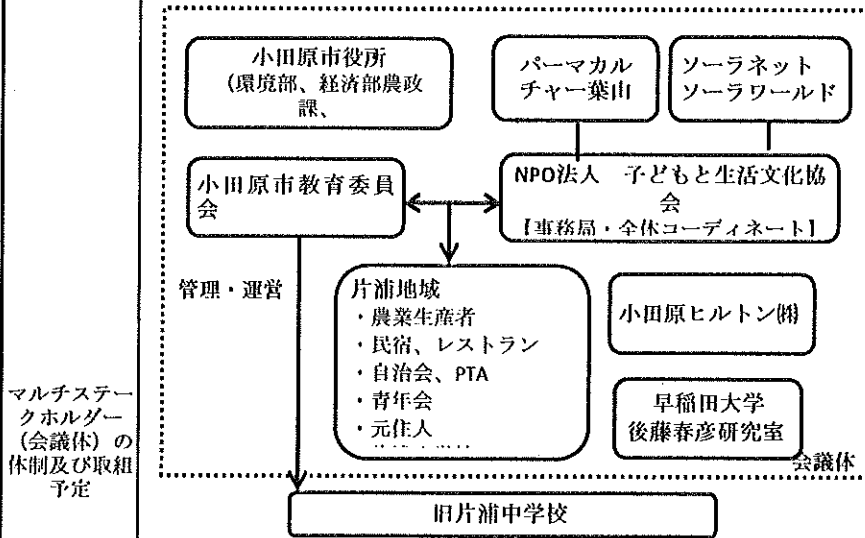 小田原市役所
(環境部、経済部農政
課、
パーマカル
チャー葉山
ソーラネット
ソーラワールド
小田原市教育委員
会
NPO法人 子どもと生活文化協
会
【事務局・全体コーディネート】
管理・運営
片浦地域
・農業生産者
・民宿、レストラン
・自治会、PTA
・青年会
・元住人
小田原ヒルトン㈱
早稲田大学
後藤春彦研究室
会議体
マルチステー
クホルダー
(会議体)の
体制及び取組
予定
旧片浦中学校